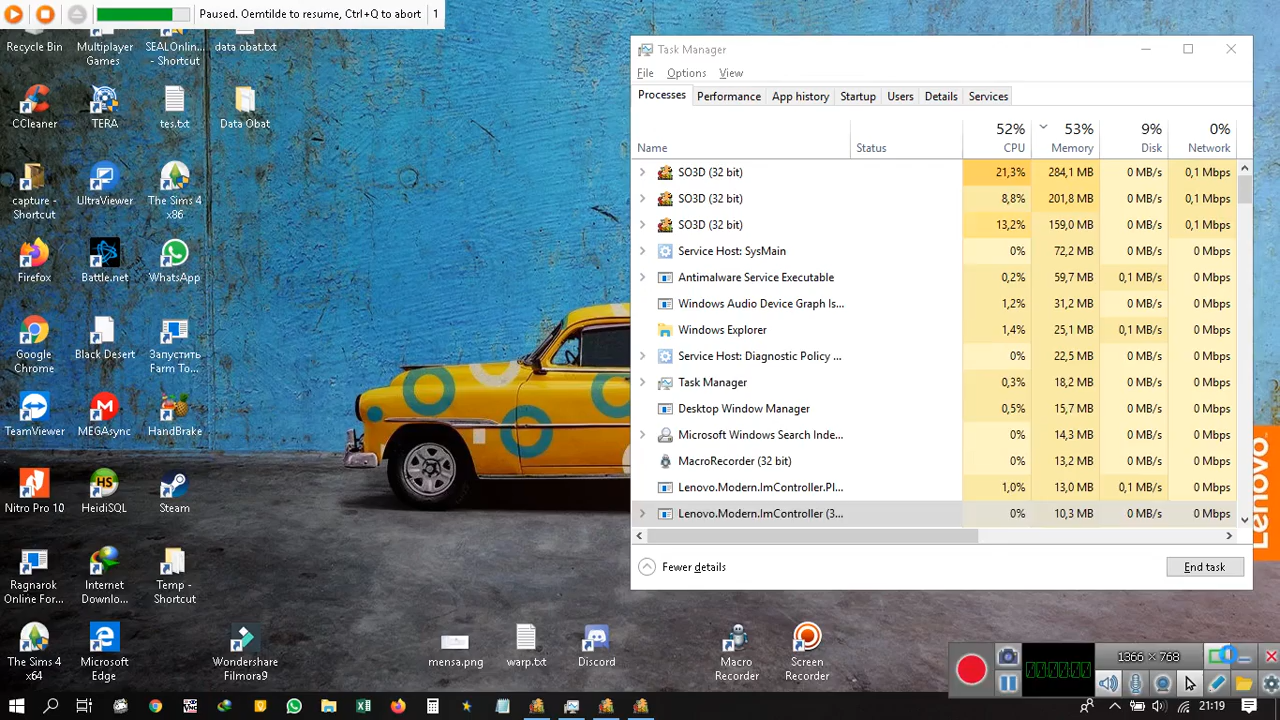 Paused. Oemtilde to resume, Ctrl+Q to abort 1
Recycle Bin
Multiplayer Games
SEALOnlin... - Shortcut
data obat.txt
CCleaner
TERA
tes.txt
Data Obat
capture - Shortcut
UltraViewer
The Sims 4 x86
Firefox
Battle.net
WhatsApp
Google Chrome
Black Desert
Запустить Farm To...
TeamViewer
MEGAsync
HandBrake
Nitro Pro 10
HeidiSQL
Steam
Ragnarok Online For...
Internet Downlo...
Temp - Shortcut
The Sims 4 x64
Microsoft Edge
Wondershare Filmora9
mensa.png
warp.txt
Discord
Macro Recorder
Screen Recorder
Task Manager
File Options View
Processes Performance App history Startup Users Details Services
52% 53% 9% 0%
Name Status CPU Memory Disk Network
SO3D (32 bit) 21,3% 284,1 MB 0 MB/s 0,1 Mbps
SO3D (32 bit) 8,8% 201,8 MB 0 MB/s 0,1 Mbps
SO3D (32 bit) 13,2% 159,0 MB 0 MB/s 0,1 Mbps
Service Host: SysMain 0% 72,2 MB 0 MB/s 0 Mbps
Antimalware Service Executable 0,2% 59,7 MB 0,1 MB/s 0 Mbps
Windows Audio Device Graph Is... 1,2% 31,2 MB 0 MB/s 0 Mbps
Windows Explorer 1,4% 25,1 MB 0,1 MB/s 0 Mbps
Service Host: Diagnostic Policy ... 0% 22,5 MB 0 MB/s 0 Mbps
Task Manager 0,3% 18,2 MB 0 MB/s 0 Mbps
Desktop Window Manager 0,5% 15,7 MB 0 MB/s 0 Mbps
Microsoft Windows Search Inde... 0% 14,3 MB 0 MB/s 0 Mbps
MacroRecorder (32 bit) 0% 13,2 MB 0 MB/s 0 Mbps
Lenovo.Modern.ImController.Pl... 1,0% 13,0 MB 0,1 MB/s 0 Mbps
Lenovo.Modern.ImController (3... 0% 10,3 MB 0 MB/s 0 Mbps
Fewer details End task
Lenovo.
00:00:00
1366 × 768
21:19